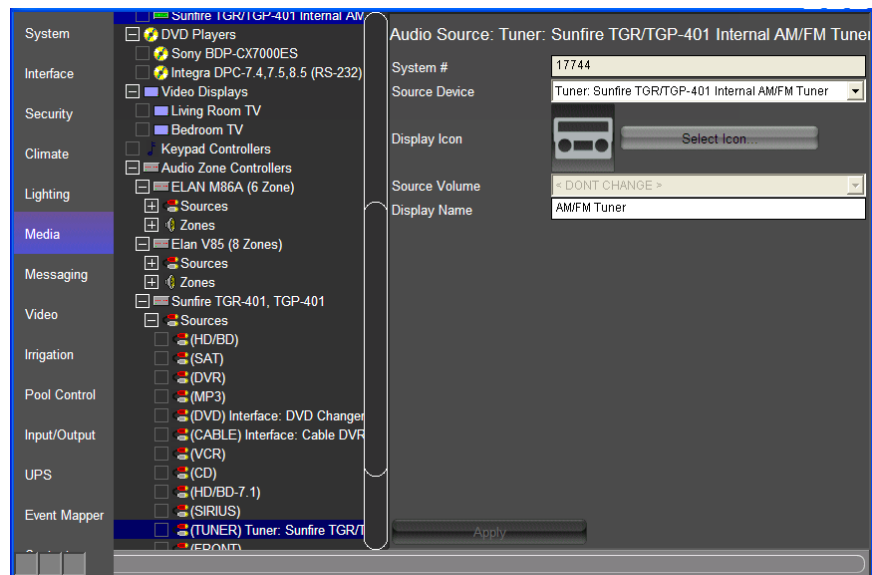 System
Interface
Security
Climate
Lighting
Media
Messaging
Video
Irrigation
Pool Control
Input/Output
UPS
Event Mapper
Sunfire TGR/TGP-401 Internal AM
DVD Players
Sony BDP-CX7000ES
Integra DPC-7.4,7.5,8.5 (RS-232)
Video Displays
Living Room TV
Bedroom TV
Keypad Controllers
Audio Zone Controllers
ELAN M86A (6 Zone)
Sources
Zones
Elan V85 (8 Zones)
Sources
Zones
Sunfire TGR-401, TGP-401
Sources
(HD/BD)
(SAT)
(DVR)
(MP3)
(DVD) Interface: DVD Changer
(CABLE) Interface: Cable DVR
(VCR)
(CD)
(HD/BD-7.1)
(SIRIUS)
(TUNER) Tuner: Sunfire TGR/T
(FRONT)
Audio Source: Tuner: Sunfire TGR/TGP-401 Internal AM/FM Tuner
System # 17744
Source Device Tuner: Sunfire TGR/TGP-401 Internal AM/FM Tuner
Display Icon Select Icon...
Source Volume < DONT CHANGE >
Display Name AM/FM Tuner
Apply